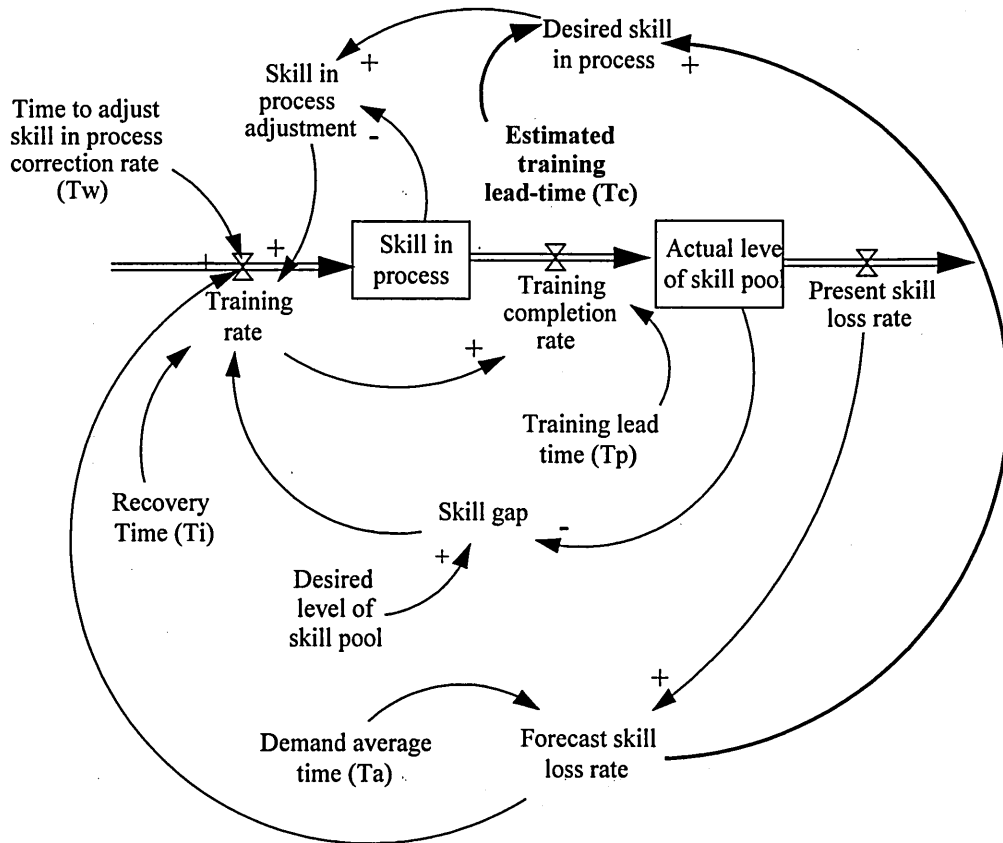 Desired skill
in process
+
+
Skill in
process
adjustment
-
Time to adjust
skill in process
correction rate
(Tw)
Estimated
training
lead-time (Tc)
+
+
Skill in
process
Actual level
of skill pool
Training
rate
Training
completion
rate
Present skill
loss rate
+
Training lead
time (Tp)
Recovery
Time (Ti)
Skill gap
-
+
Desired
level of
skill pool
+
Demand average
time (Ta)
Forecast skill
loss rate